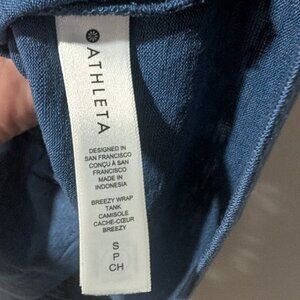 ATHLETA
DESIGNED IN
SAN FRANCISCO
CONÇU À SAN
FRANCISCO
MADE IN
INDONESIA
BREEZY WRAP
TANK
CAMISOLE
CACHE-CŒUR
BREEZY
S
P
CH